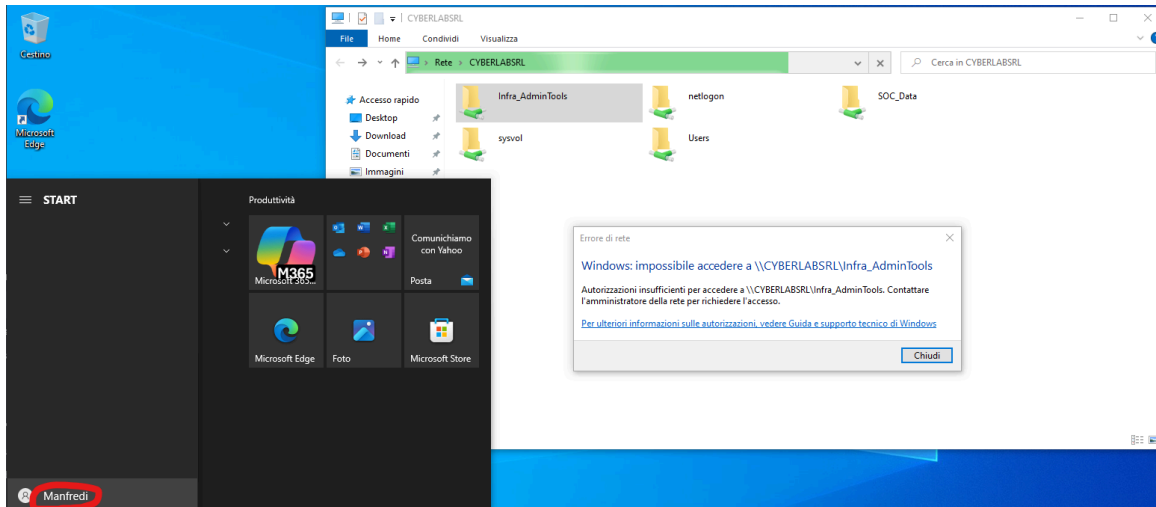 Cestino
Microsoft
Edge
CYBERLABSRL
File Home Condividi Visualizza
Rete > CYBERLABSRL
Cerca in CYBERLABSRL
Accesso rapido
Desktop
Download
Documenti
Immagini
Infra_AdminTools
netlogon
SOC_Data
sysvol
Users
START
Produttività
M365
Microsoft 365...
Comunichiamo
con Yahoo
Posta
Microsoft Edge
Foto
Microsoft Store
Manfredi
Errore di rete
Windows: impossibile accedere a \\CYBERLABSRL\Infra_AdminTools
Autorizzazioni insufficienti per accedere a \\CYBERLABSRL\Infra_AdminTools. Contattare
l'amministratore della rete per richiedere l'accesso.
Per ulteriori informazioni sulle autorizzazioni, vedere Guida e supporto tecnico di Windows
Chiudi